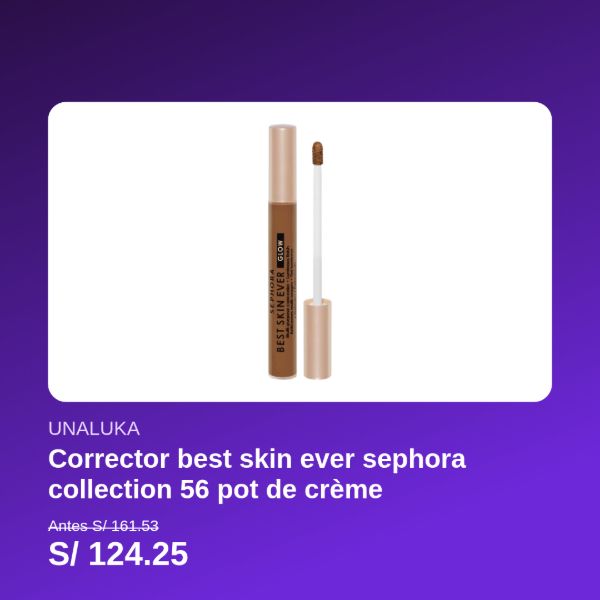 SEPHORA
BEST SKIN EVER GLOW
UNALUKA
Corrector best skin ever sephora
collection 56 pot de crème
Antes S/ 161.53
S/ 124.25